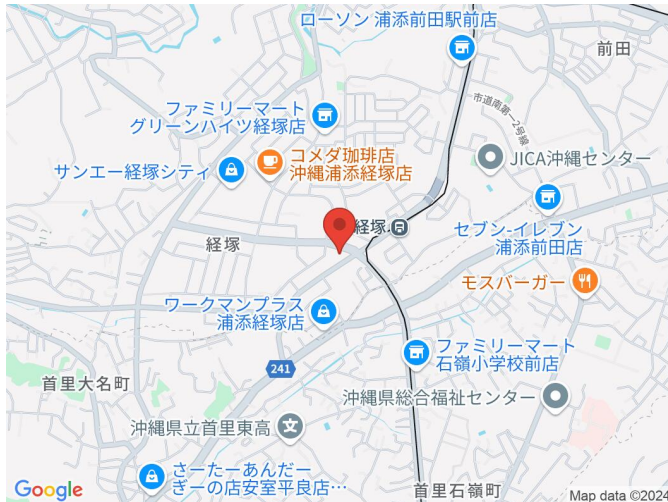 ローソン 浦添前田駅前店
前田
市道南第一2号線
ファミリーマート
グリーンハイツ経塚店
コメダ珈琲店
沖縄浦添経塚店
サンエー経塚シティ
JICA沖縄センター
セブン-イレブン
浦添前田店
経塚
経塚
モスバーガー
ワークマンプラス
浦添経塚店
ファミリーマート
石嶺小学校前店
241
首里大名町
沖縄県総合福祉センター
沖縄県立首里東高
さーたーあんだー
ぎーの店安室平良店…
首里石嶺町
Google
Map data ©2024